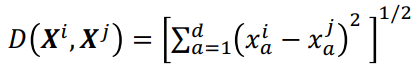 D(X^i, X^j) = [∑_{a=1}^{d}(x_a^i − x_a^j)^2]^{1/2}